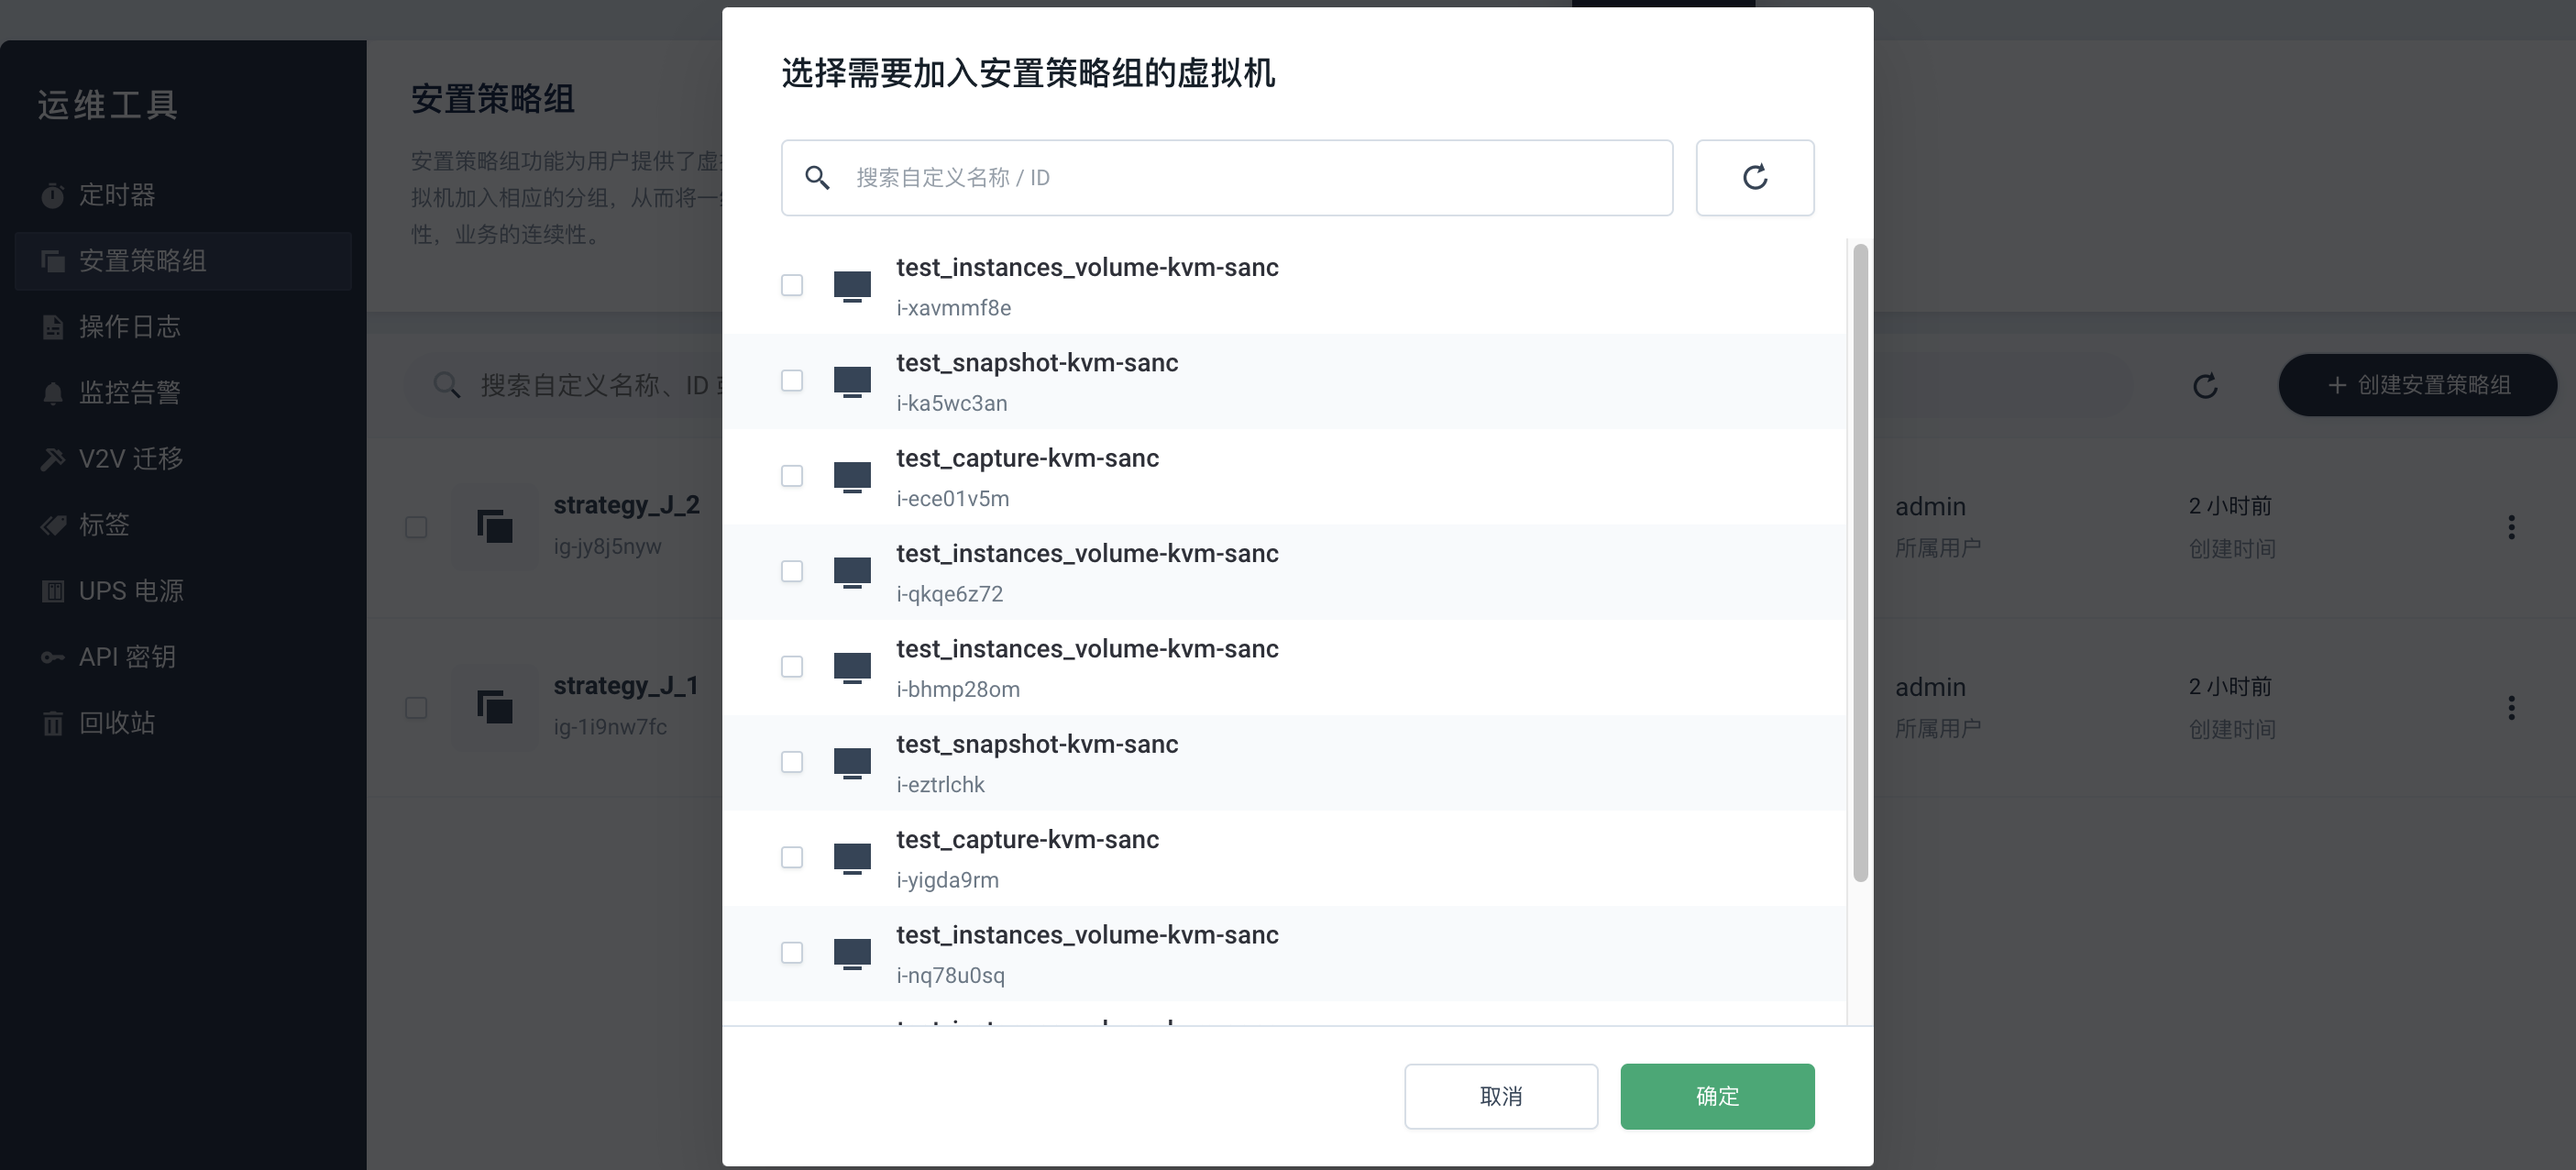 运维工具
定时器
安置策略组
操作日志
监控告警
V2V 迁移
标签
UPS 电源
API 密钥
回收站
安置策略组
安置策略组功能为用户提供了虚
拟机加入相应的分组，从而将一
性，业务的连续性。
搜索自定义名称、ID
创建安置策略组
strategy_J_2
ig-jy8j5nyw
admin
所属用户
2 小时前
创建时间
strategy_J_1
ig-1i9nw7fc
admin
所属用户
2 小时前
创建时间
选择需要加入安置策略组的虚拟机
搜索自定义名称 / ID
test_instances_volume-kvm-sanc
i-xavmmf8e
test_snapshot-kvm-sanc
i-ka5wc3an
test_capture-kvm-sanc
i-ece01v5m
test_instances_volume-kvm-sanc
i-qkqe6z72
test_instances_volume-kvm-sanc
i-bhmp28om
test_snapshot-kvm-sanc
i-eztrlchk
test_capture-kvm-sanc
i-yigda9rm
test_instances_volume-kvm-sanc
i-nq78u0sq
取消
确定